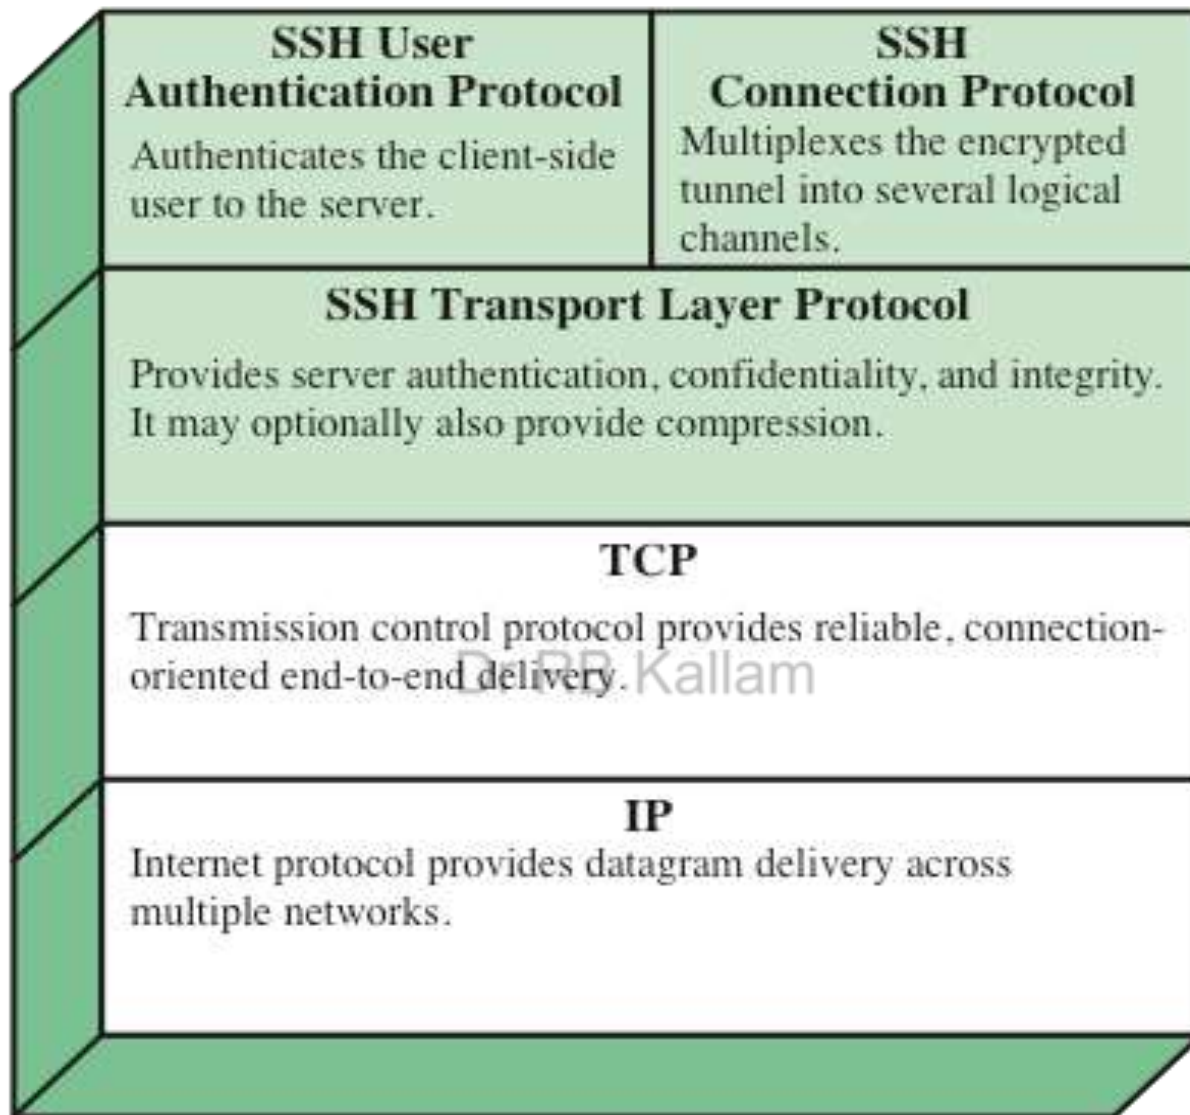 SSH User
Authentication Protocol
Authenticates the client-side
user to the server.
SSH
Connection Protocol
Multiplexes the encrypted
tunnel into several logical
channels.
SSH Transport Layer Protocol
Provides server authentication, confidentiality, and integrity.
It may optionally also provide compression.
TCP
Transmission control protocol provides reliable, connection-
oriented end-to-end delivery.
Dr RB Kallam
IP
Internet protocol provides datagram delivery across
multiple networks.